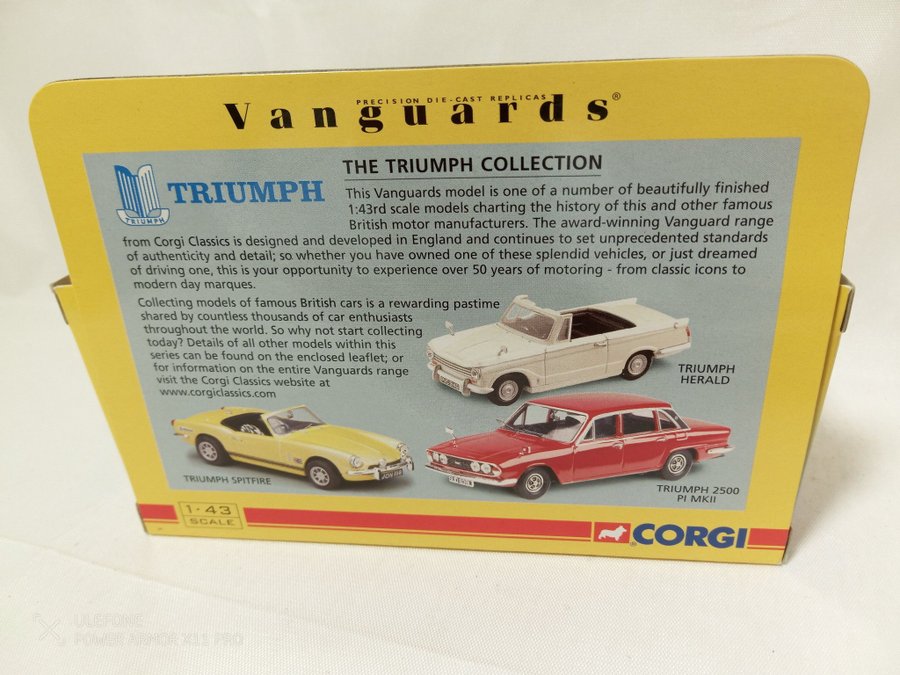 Vanguards®
PRECISION DIE-CAST REPLICAS
THE TRIUMPH COLLECTION
TRIUMPH
TRIUMPH
This Vanguards model is one of a number of beautifully finished
1:43rd scale models charting the history of this and other famous
British motor manufacturers. The award-winning Vanguard range
from Corgi Classics is designed and developed in England and continues to set unprecedented standards
of authenticity and detail; so whether you have owned one of these splendid vehicles, or just dreamed
of driving one, this is your opportunity to experience over 50 years of motoring - from classic icons to
modern day marques.
Collecting models of famous British cars is a rewarding pastime
shared by countless thousands of car enthusiasts
throughout the world. So why not start collecting
today? Details of all other models within this
series can be found on the enclosed leaflet; or
for information on the entire Vanguards range
visit the Corgi Classics website at
www.corgiclassics.com
TRIUMPH
HERALD
TRIUMPH SPITFIRE
TRIUMPH 2500
PI MKII
1-43
SCALE
®CORGI
ULEFONE
POWER ARMOR X11 PRO